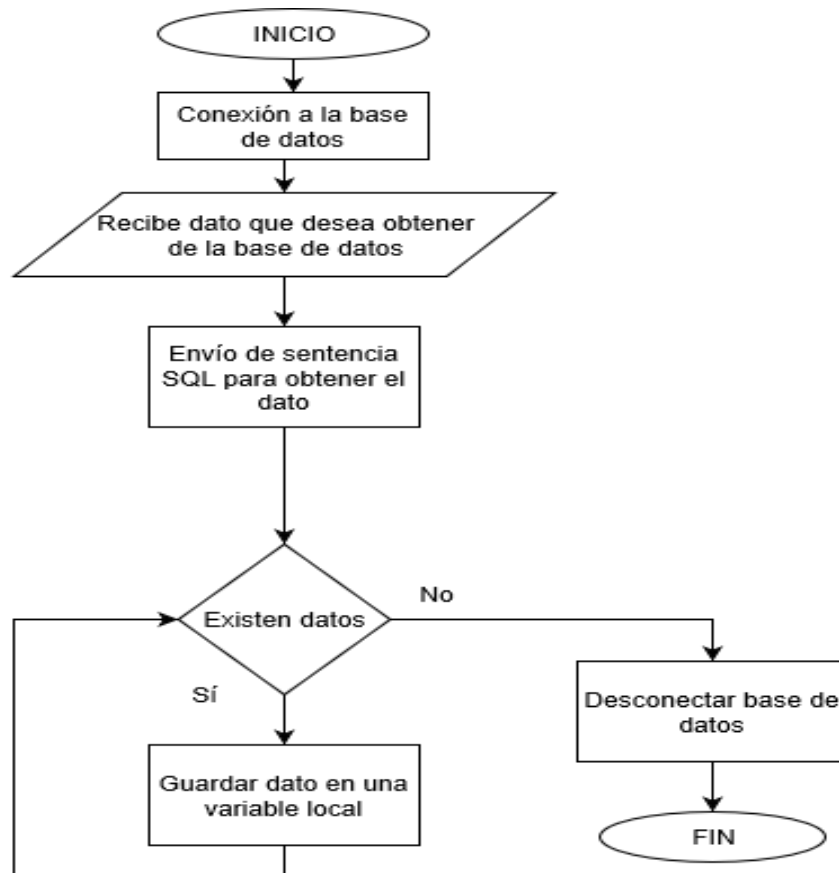 INICIO
Conexión a la base
de datos
Recibe dato que desea obtener
de la base de datos
Envío de sentencia
SQL para obtener el
dato
Existen datos
No
Sí
Desconectar base de
datos
Guardar dato en una
variable local
FIN